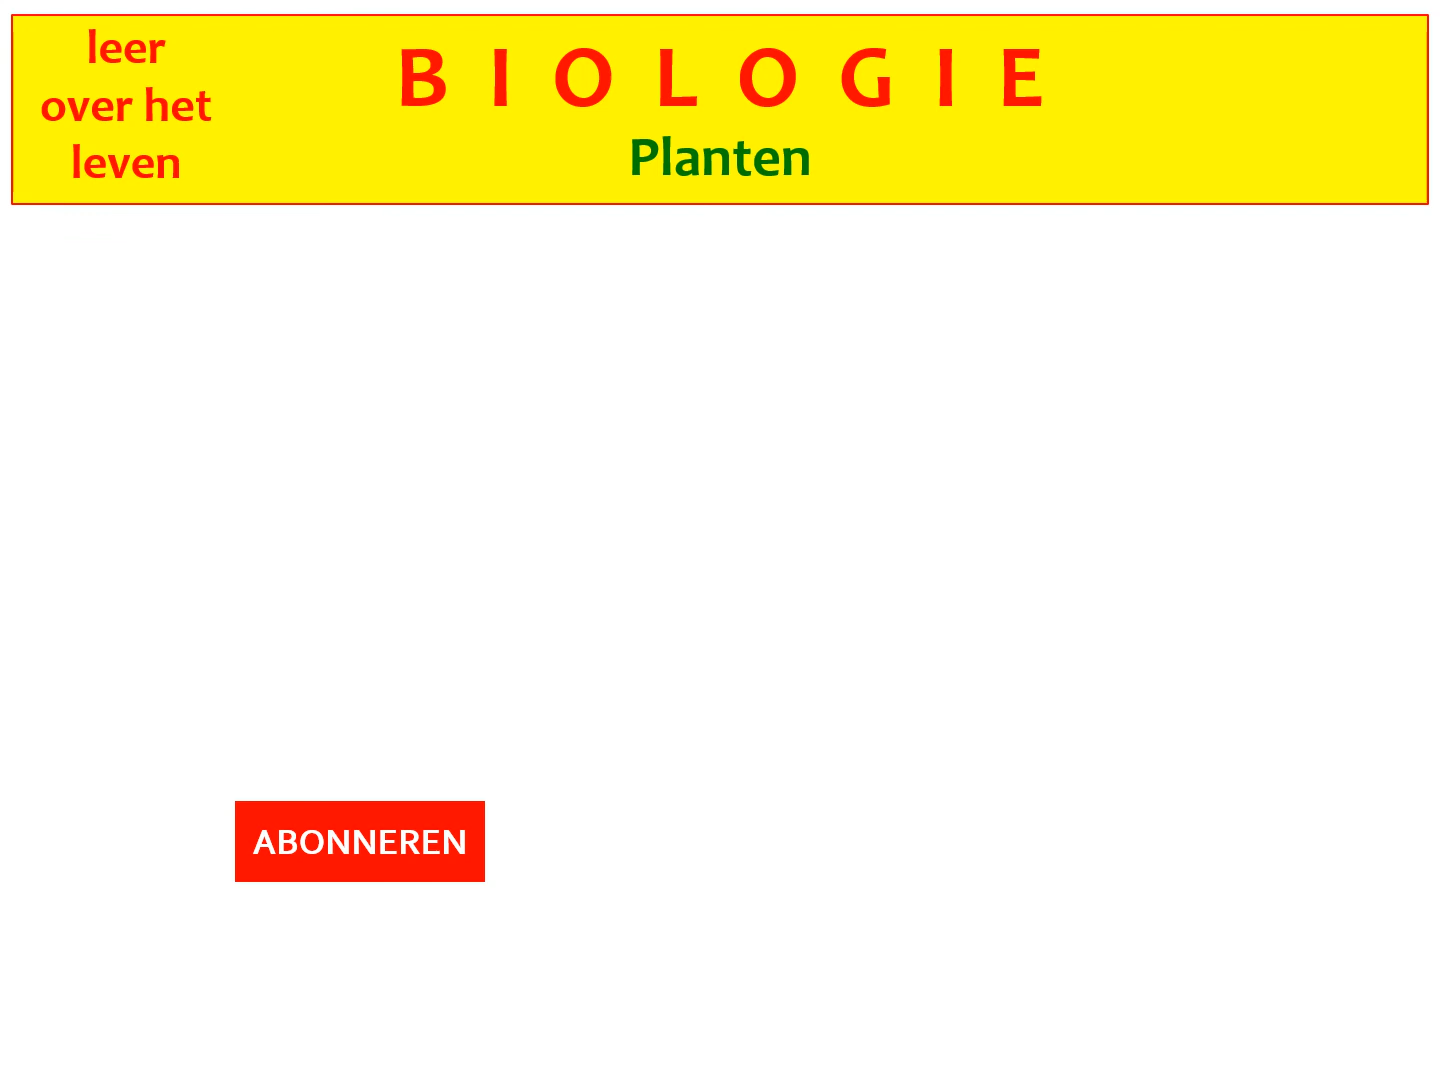 leer
over het
leven
B I O L O G I E
Planten
ABONNEREN